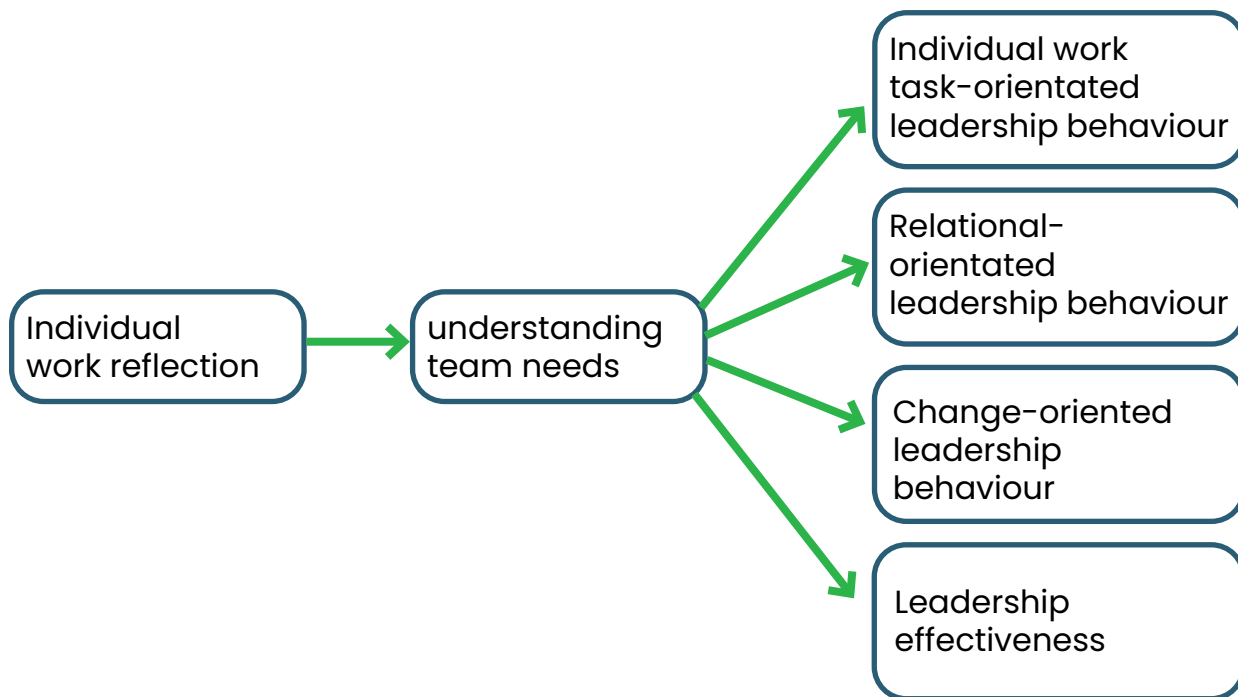 Individual work
task-orientated
leadership behaviour
Relational-
orientated
leadership behaviour
Individual
work reflection
understanding
team needs
Change-oriented
leadership
behaviour
Leadership
effectiveness